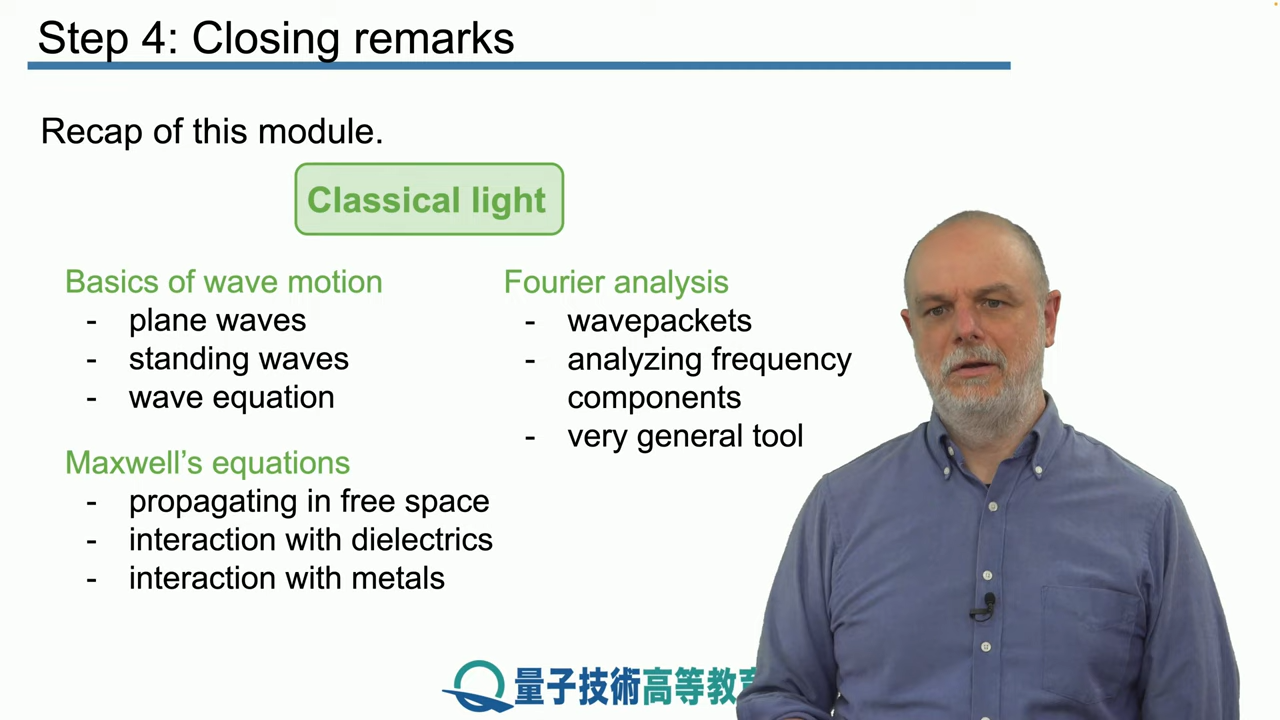 Step 4: Closing remarks
Recap of this module.
Classical light
Basics of wave motion
- plane waves
- standing waves
- wave equation
Maxwell’s equations
- propagating in free space
- interaction with dielectrics
- interaction with metals
Fourier analysis
- wavepackets
- analyzing frequency
components
- very general tool
量子技術高等教育